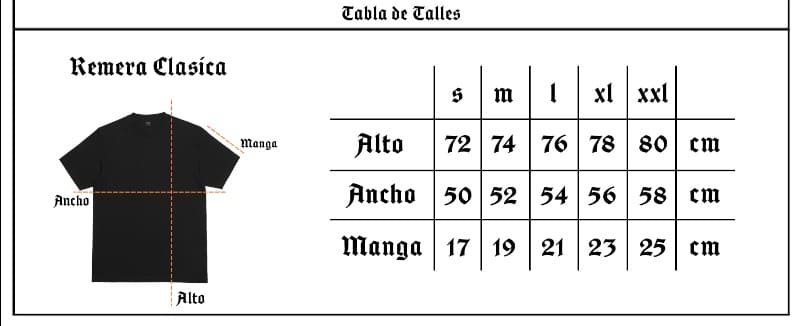 Tabla de Talles
Remera Clasica
Manga
Ancho
Alto
s m l xl xxl
Alto 72 74 76 78 80 cm
Ancho 50 52 54 56 58 cm
Manga 17 19 21 23 25 cm